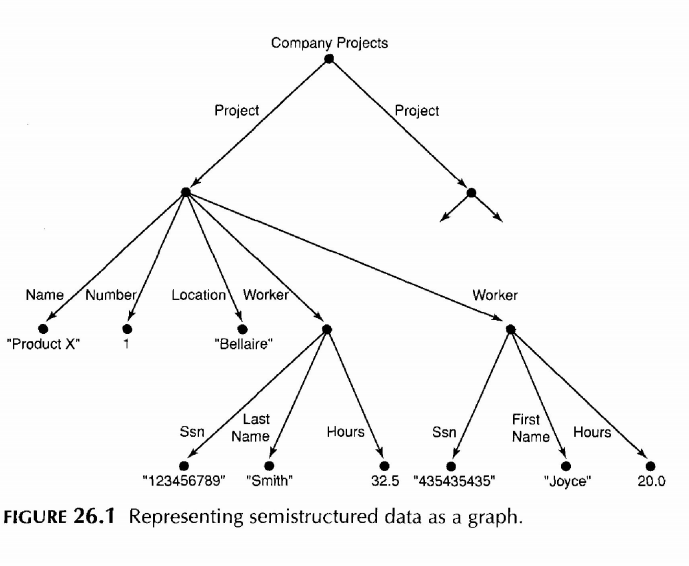 Company Projects
Project Project
Name Number Location Worker Worker
"Product X" 1 "Bellaire"
Ssn Last Name Hours Ssn First Name Hours
"123456789" "Smith" 32.5 "435435435" "Joyce" 20.0
FIGURE 26.1 Representing semistructured data as a graph.